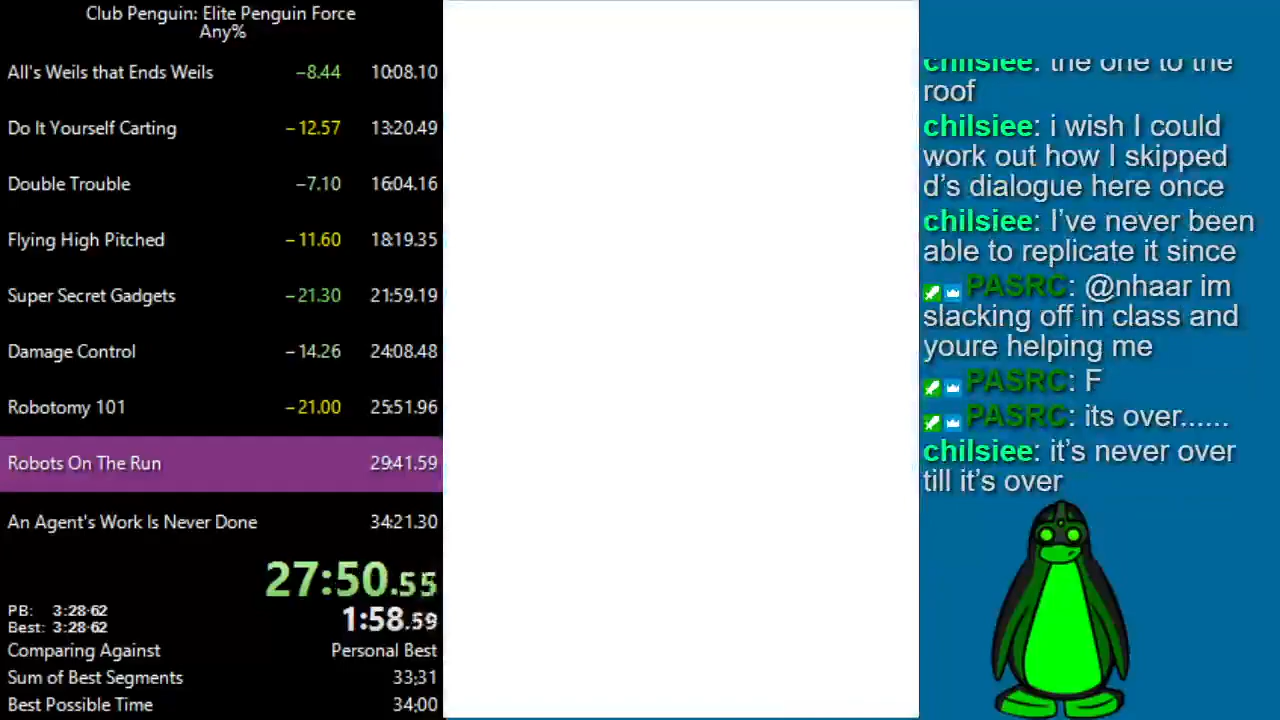 Club Penguin: Elite Penguin Force
Any%
All's Weils that Ends Weils −8.44 10:08.10
Do It Yourself Carting −12.57 13:20.49
Double Trouble −7.10 16:04.16
Flying High Pitched −11.60 18:19.35
Super Secret Gadgets −21.30 21:59.19
Damage Control −14.26 24:08.48
Robotomy 101 −21.00 25:51.96
Robots On The Run 29:41.59
An Agent's Work Is Never Done 34:21.30
27:50.55
PB: 3:28.62
1:58.59
Best: 3:28.62
Comparing Against Personal Best
Sum of Best Segments 33:31
Best Possible Time 34:00
chilsiee: the one to the
roof
chilsiee: i wish I could
work out how I skipped
d’s dialogue here once
chilsiee: I’ve never been
able to replicate it since
PASRC: @nhaar im
slacking off in class and
youre helping me
PASRC: F
PASRC: its over......
chilsiee: it’s never over
till it’s over